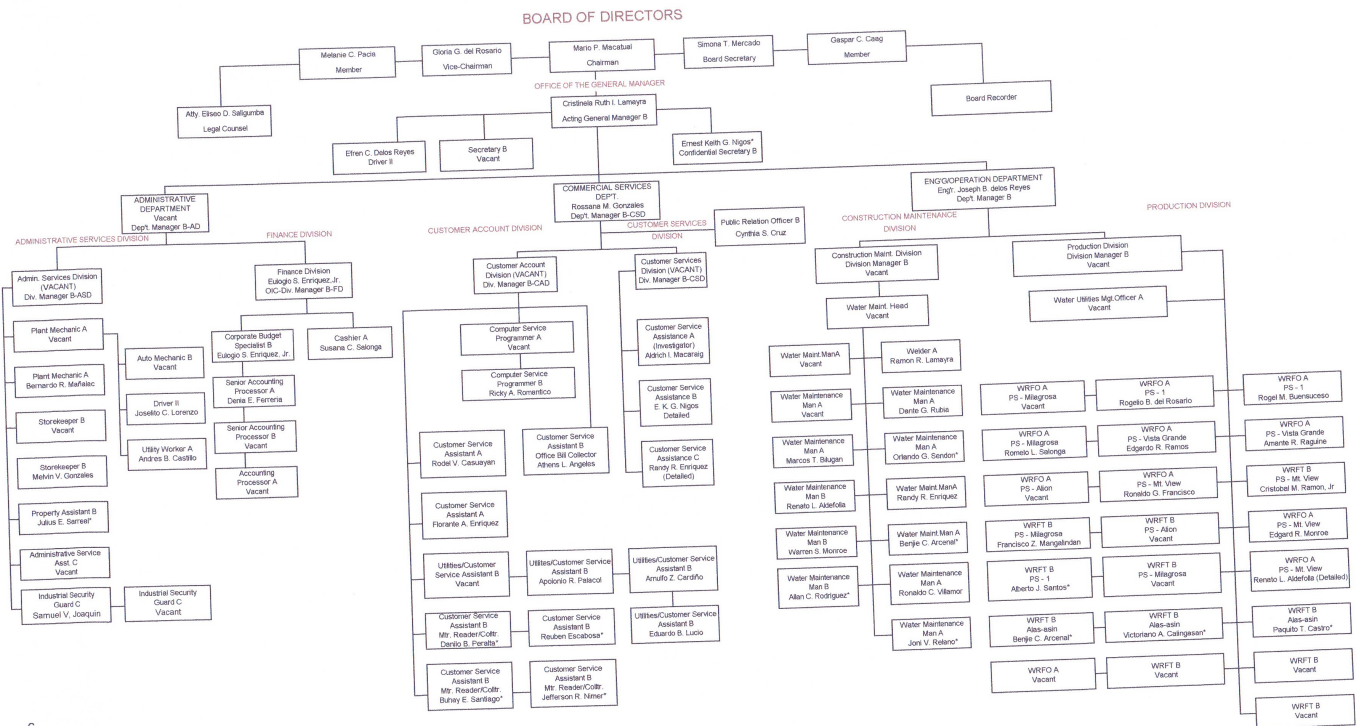 BOARD OF DIRECTORS
Melanie C. Pacia
Member
Gloria G. del Rosario
Vice-Chairman
Mario P. Macatual
Chairman
Simona T. Mercado
Board Secretary
Gaspar C. Caag
Member
Atty. Eliseo D. Saligumba
Legal Counsel
Board Recorder
OFFICE OF THE GENERAL MANAGER
Cristinela Ruth I. Lamayra
Acting General Manager B
Efren C. Delos Reyes
Driver II
Secretary B
Vacant
Ernest Keith G. Nigos*
Confidential Secretary B
ADMINISTRATIVE
DEPARTMENT
Vacant
Dep't. Manager B-AD
COMMERCIAL SERVICES
DEP'T.
Rossana M. Gonzales
Dep't. Manager B-CSD
ENG'G/OPERATION DEPARTMENT
Engr. Joseph B. delos Reyes
Dep't. Manager B
Public Relation Officer B
Cynthia S. Cruz
ADMINISTRATIVE SERVICES DIVISION
FINANCE DIVISION
CUSTOMER ACCOUNT DIVISION
CUSTOMER SERVICES
DIVISION
CONSTRUCTION MAINTENANCE
DIVISION
PRODUCTION DIVISION
Admin. Services Division
(VACANT)
Div. Manager B-ASD
Plant Mechanic A
Vacant
Plant Mechanic A
Bernardo R. Mañalac
Storekeeper B
Vacant
Storekeeper B
Melvin V. Gonzales
Property Assistant B
Julius E. Sarreal*
Administrative Service
Asst. C
Vacant
Industrial Security
Guard C
Samuel V, Joaquin
Industrial Security
Guard C
Vacant
Auto Mechanic B
Vacant
Driver II
Joselito C. Lorenzo
Utility Worker A
Andres B. Castillo
Finance Division
Eulogio S. Enriquez,Jr.
OIC-Div. Manager B-FD
Corporate Budget
Specialist B
Eulogio S. Enriquez, Jr.
Cashier A
Susana C. Salonga
Senior Accounting
Processor A
Denia E. Ferreria
Senior Accounting
Processor B
Vacant
Accounting
Processor A
Vacant
Customer Account
Division (VACANT)
Div. Manager B-CAD
Computer Service
Programmer A
Vacant
Computer Service
Programmer B
Ricky A. Romantico
Customer Service
Assistant A
Rodel V. Casuayan
Customer Service
Assistant B
Office Bill Collector
Athens L. Angeles
Customer Service
Assistant A
Florante A. Enriquez
Utilities/Customer
Service Assistant B
Vacant
Utilities/Customer Service
Assistant B
Apolonio R. Palacol
Utilities/Customer Service
Assistant B
Arnulfo Z. Cardiño
Customer Service
Assistant B
Mtr. Reader/Colltr.
Danilo B. Peralta*
Customer Service
Assistant B
Reuben Escabosa*
Utilities/Customer Service
Assistant B
Eduardo B. Lucio
Customer Service
Assistant B
Mtr. Reader/Colltr.
Buhey E. Santiago*
Customer Service
Assistant B
Mtr. Reader/Colltr.
Jefferson R. Nimer*
Customer Services
Division (VACANT)
Div. Manager B-CSD
Customer Service
Assistance A
(Investigator)
Aldrich I. Macaraig
Customer Service
Assistance B
E. K. G. Nigos
Detailed
Customer Service
Assistance C
Randy R. Enriquez
(Detailed)
Construction Maint. Division
Division Manager B
Vacant
Water Maint. Head
Vacant
Water Maint.ManA
Vacant
Welder A
Ramon R. Lamayra
Water Maintenance
Man A
Vacant
Water Maintenance
Man A
Dante G. Rubia
Water Maintenance
Man A
Marcos T. Bilugan
Water Maintenance
Man A
Orlando G. Sendon*
Water Maintenance
Man B
Renato L. Aldefolla
Water Maint.ManA
Randy R. Enriquez
Water Maintenance
Man B
Warren S. Monroe
Water Maint.Man A
Benjie C. Arcenal*
Water Maintenance
Man B
Allan C. Rodriguez*
Water Maintenance
Man A
Ronaldo C. Villamor
Water Maintenance
Man A
Joni V. Relano*
Production Division
Division Manager B
Vacant
Water Utilities Mgt.Officer A
Vacant
WRFO A
PS - Milagrosa
Vacant
WRFO A
PS - 1
Rogelio B. del Rosario
WRFO A
PS - 1
Rogel M. Buensuceso
WRFO A
PS - Milagrosa
Romelo L. Salonga
WRFO A
PS - Vista Grande
Edgardo R. Ramos
WRFO A
PS - Vista Grande
Amante R. Raguine
WRFO A
PS - Alion
Vacant
WRFO A
PS - Mt. View
Ronaldo G. Francisco
WRFT B
PS - Mt. View
Cristobal M. Ramon, Jr
WRFT B
PS - Milagrosa
Francisco Z. Mangalindan
WRFT B
PS - Alion
Vacant
WRFO A
PS - Mt. View
Edgard R. Monroe
WRFT B
PS - 1
Alberto J. Santos*
WRFT B
PS - Milagrosa
Vacant
WRFO A
PS - Mt. View
Renato L. Aldefolla (Detailed)
WRFT B
Alas-asin
Benjie C. Arcenal*
WRFT B
Alas-asin
Victoriano A. Calingasan*
WRFT B
Alas-asin
Paquito T. Castro*
WRFO A
Vacant
WRFT B
Vacant
WRFT B
Vacant
WRFT B
Vacant